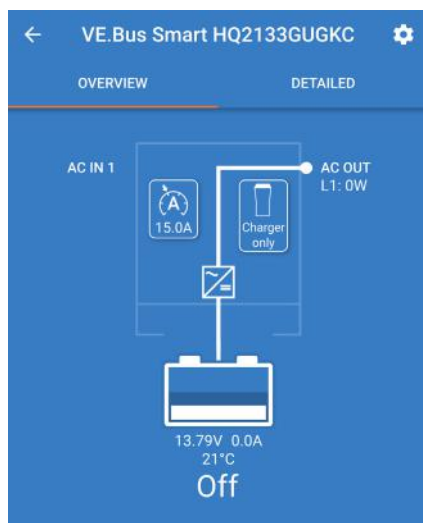 VE.Bus Smart HQ2133GUGKC
OVERVIEW
DETAILED
AC IN 1
AC OUT
L1: 0W
A
15.0A
Charger
only
13.79V 0.0A
21°C
Off